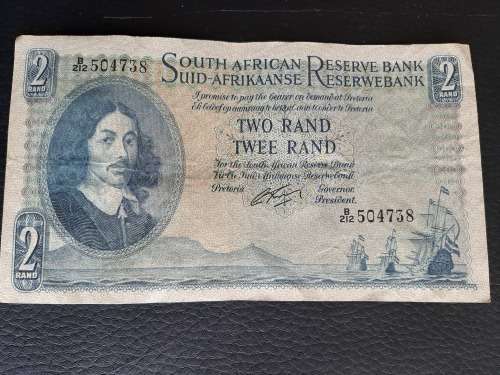 2
RAND
B/212 504738
SOUTH AFRICAN RESERVE BANK
SUID-AFRIKAANSE RESERWEBANK
2
RAND
I promise to pay the bearer on demand at Pretoria
Ek beloof op aanvraag te betaal aan toonder te Pretoria
TWO RAND
TWEE RAND
For the South African Reserve Bank
Vir die Suid-Afrikaanse Reserwebank
Pretoria
Governor.
President.
B/212 504738
2
RAND